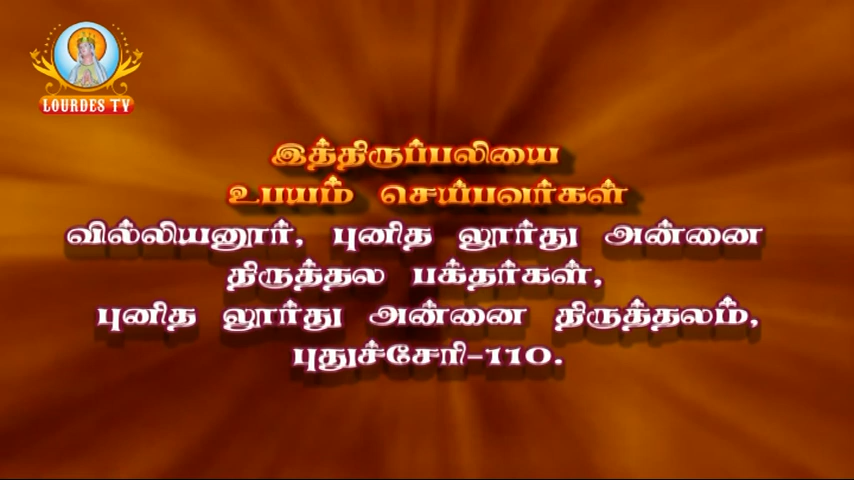 LOURDES TV
இத்திருப்பலியை
உபயம் செய்பவர்கள்
வில்லியனூர், புனித லூர்து அன்னை
திருத்தல பக்தர்கள்,
புனித லூர்து அன்னை திருத்தலம்,
புதுச்சேரி-110.